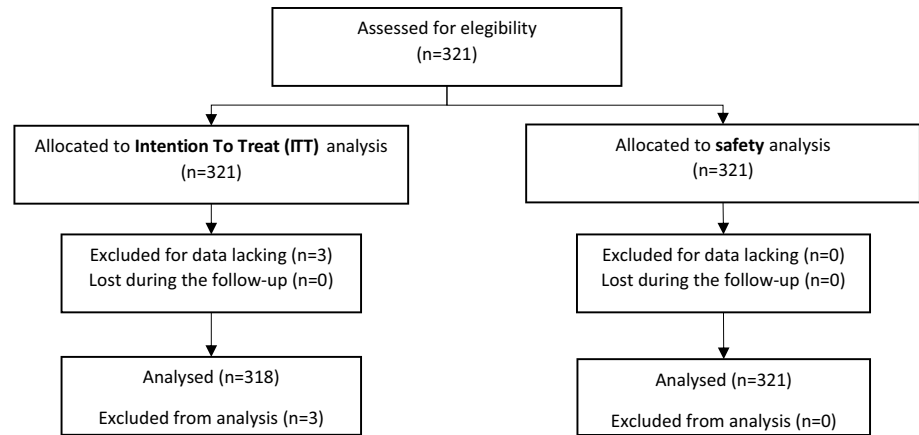 Assessed for elegibility
(n=321)
Allocated to Intention To Treat (ITT) analysis
(n=321)
Excluded for data lacking (n=3)
Lost during the follow-up (n=0)
Analysed (n=318)
Excluded from analysis (n=3)
Allocated to safety analysis
(n=321)
Excluded for data lacking (n=0)
Lost during the follow-up (n=0)
Analysed (n=321)
Excluded from analysis (n=0)